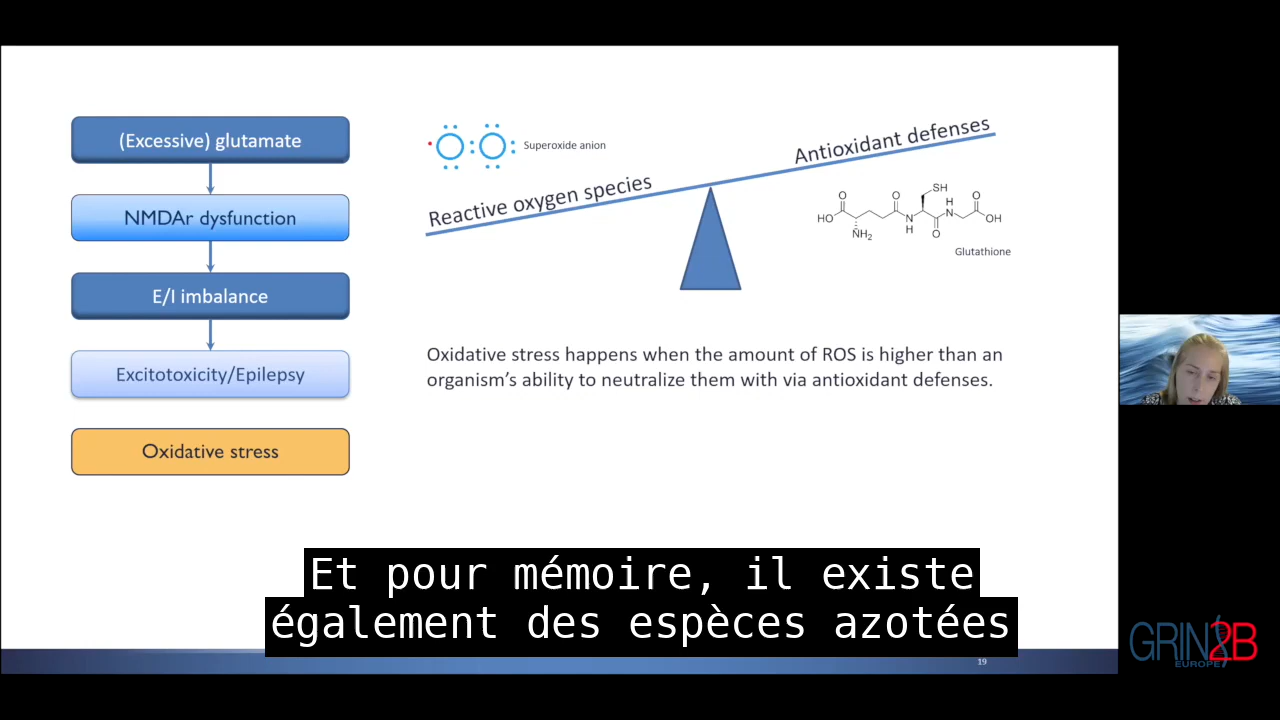 (Excessive) glutamate
NMDAr dysfunction
E/I imbalance
Excitotoxicity/Epilepsy
Oxidative stress
Superoxide anion
Reactive oxygen species
Antioxidant defenses
SH
O
O
H
O
HO
N
N
OH
NH2
H
O
Glutathione
Oxidative stress happens when the amount of ROS is higher than an
organism's ability to neutralize them with via antioxidant defenses.
Et pour mémoire, il existe
également des espèces azotées
19
GRIN2B
EUROPE